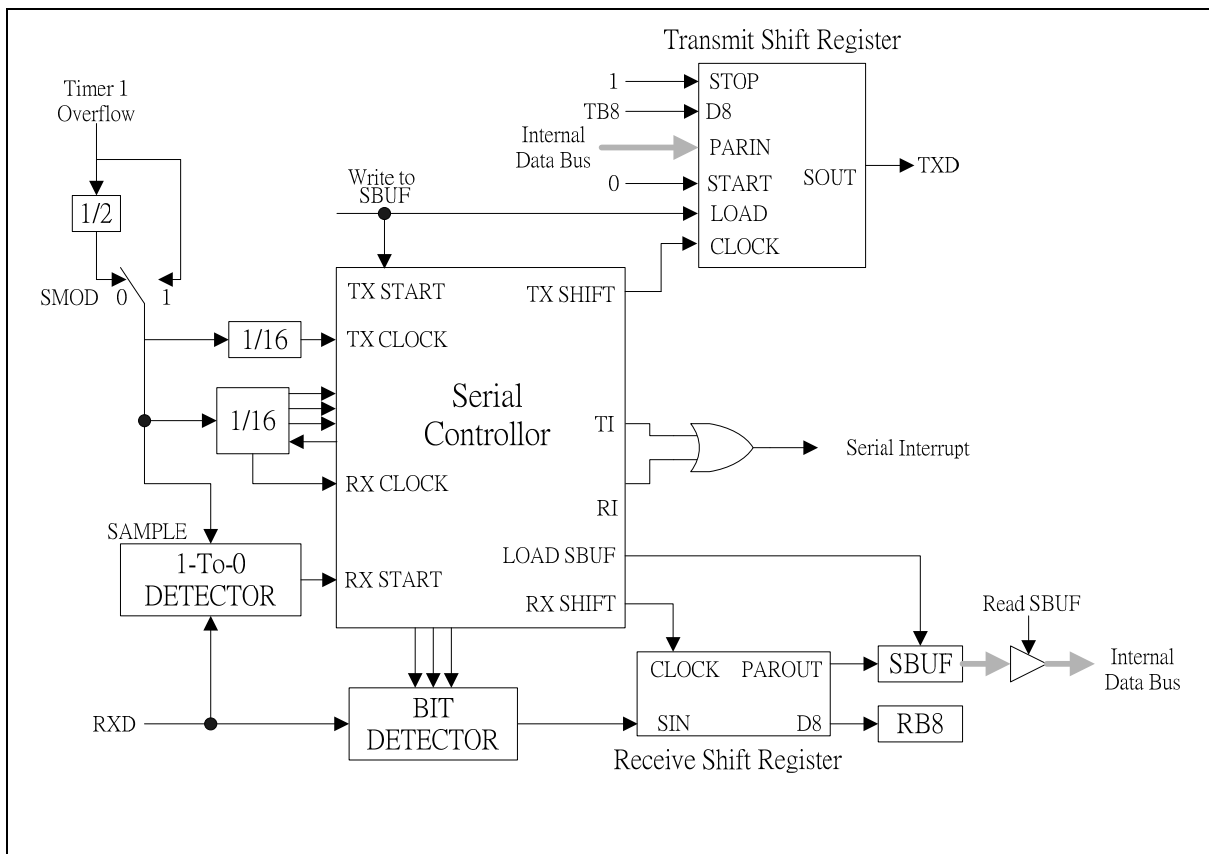 Transmit Shift Register
Timer 1
Overflow
1
STOP
TB8
D8
Internal
Data Bus
PARIN
SOUT
TXD
0
START
Write to
SBUF
LOAD
CLOCK
1/2
SMOD 0 1
TX START
TX SHIFT
1/16
TX CLOCK
1/16
Serial
Controllor
TI
Serial Interrupt
RX CLOCK
RI
SAMPLE
1-To-0
DETECTOR
RX START
LOAD SBUF
RX SHIFT
Read SBUF
CLOCK
PAROUT
SBUF
Internal
Data Bus
RXD
BIT
DETECTOR
SIN
D8
RB8
Receive Shift Register